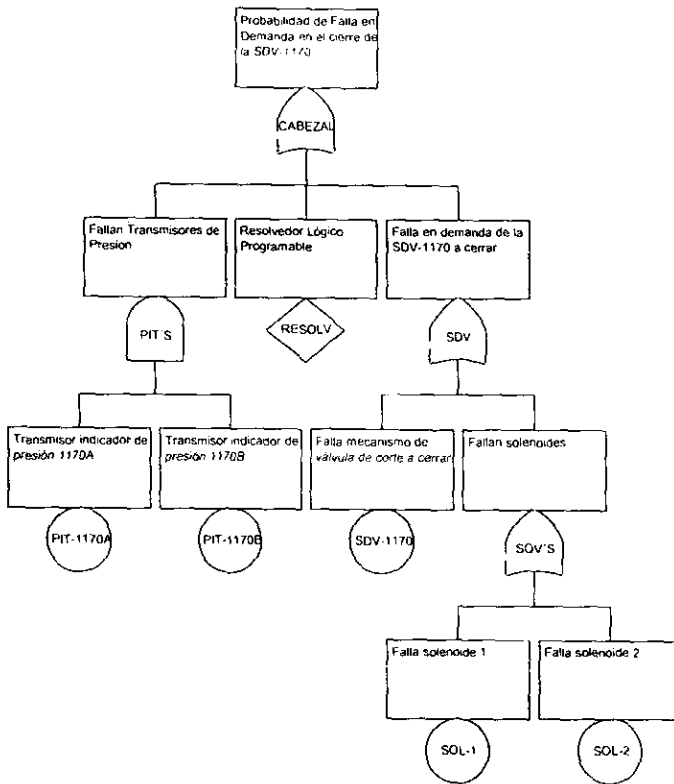 Probabilidad de Falla en
Demanda en el cierre de
la SDV-1170
CABEZAL
Fallan Transmisores de
Presion
Resolvedor Lógico
Programable
Falla en demanda de la
SDV-1170 a cerrar
PIT´S
RESOLV
SDV
Transmisor indicador de
presión 1170A
Transmisor indicador de
presión 1170B
Falla mecanismo de
válvula de corte a cerrar
Fallan solenoides
PIT-1170A
PIT-1170B
SDV-1170
SOV´S
Falla solenoide 1
Falla solenoide 2
SOL-1
SOL-2